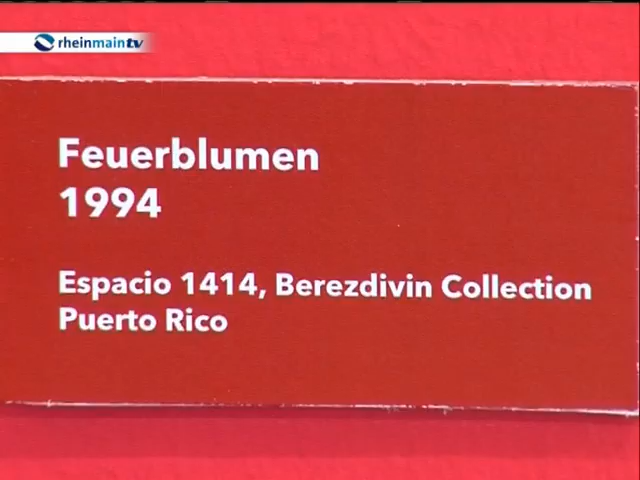 rheinmaintv
Feuerblumen
1994
Espacio 1414, Berezdivin Collection
Puerto Rico